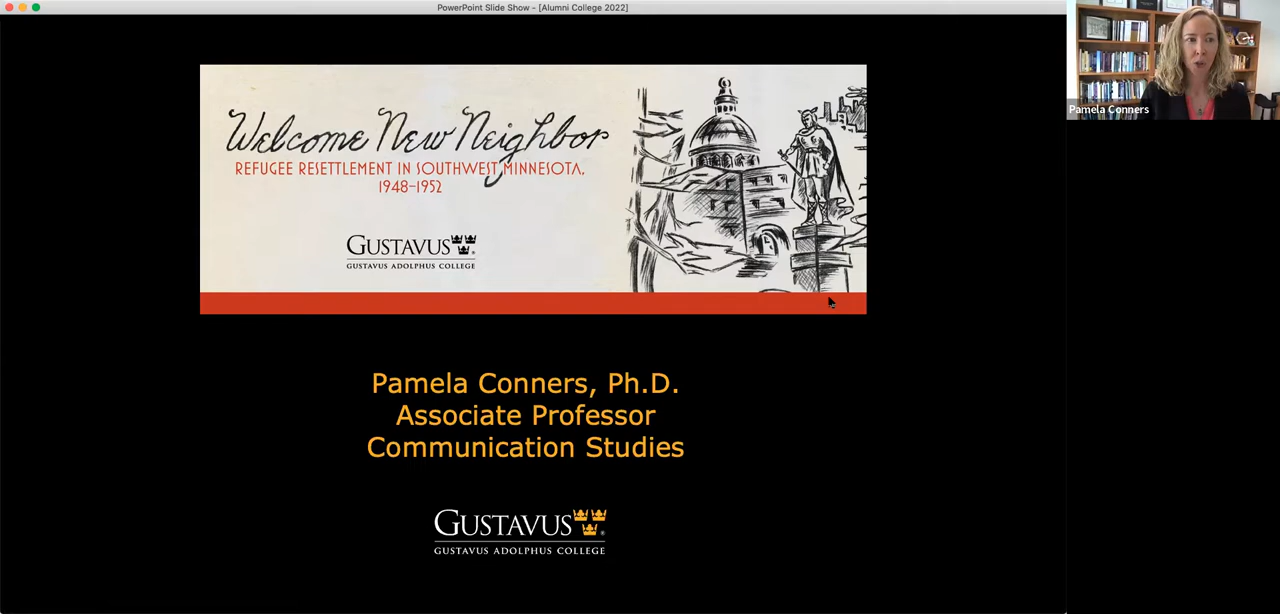 PowerPoint Slide Show - [Alumni College 2022]
Welcome New Neighbor
REFUGEE RESETTLEMENT IN SOUTHWEST MINNESOTA,
1948–1952
GUSTAVUS
GUSTAVUS ADOLPHUS COLLEGE
Pamela Conners
Pamela Conners, Ph.D.
Associate Professor
Communication Studies
GUSTAVUS
GUSTAVUS ADOLPHUS COLLEGE